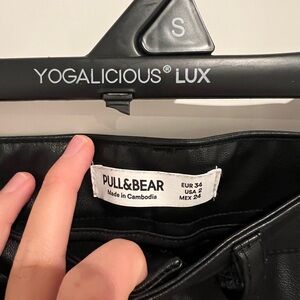 S
YOGALICIOUS® LUX
PULL&BEAR
Made in Cambodia
EUR 34
USA 2
MEX 24